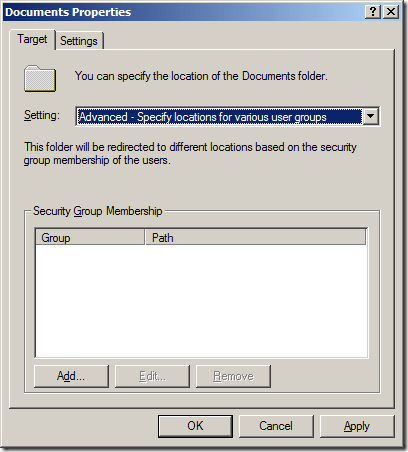 Documents Properties
Target
Settings
You can specify the location of the Documents folder.
Setting:
Advanced - Specify locations for various user groups
This folder will be redirected to different locations based on the security
group membership of the users.
Security Group Membership
Group
Path
Add...
Edit...
Remove
OK
Cancel
Apply